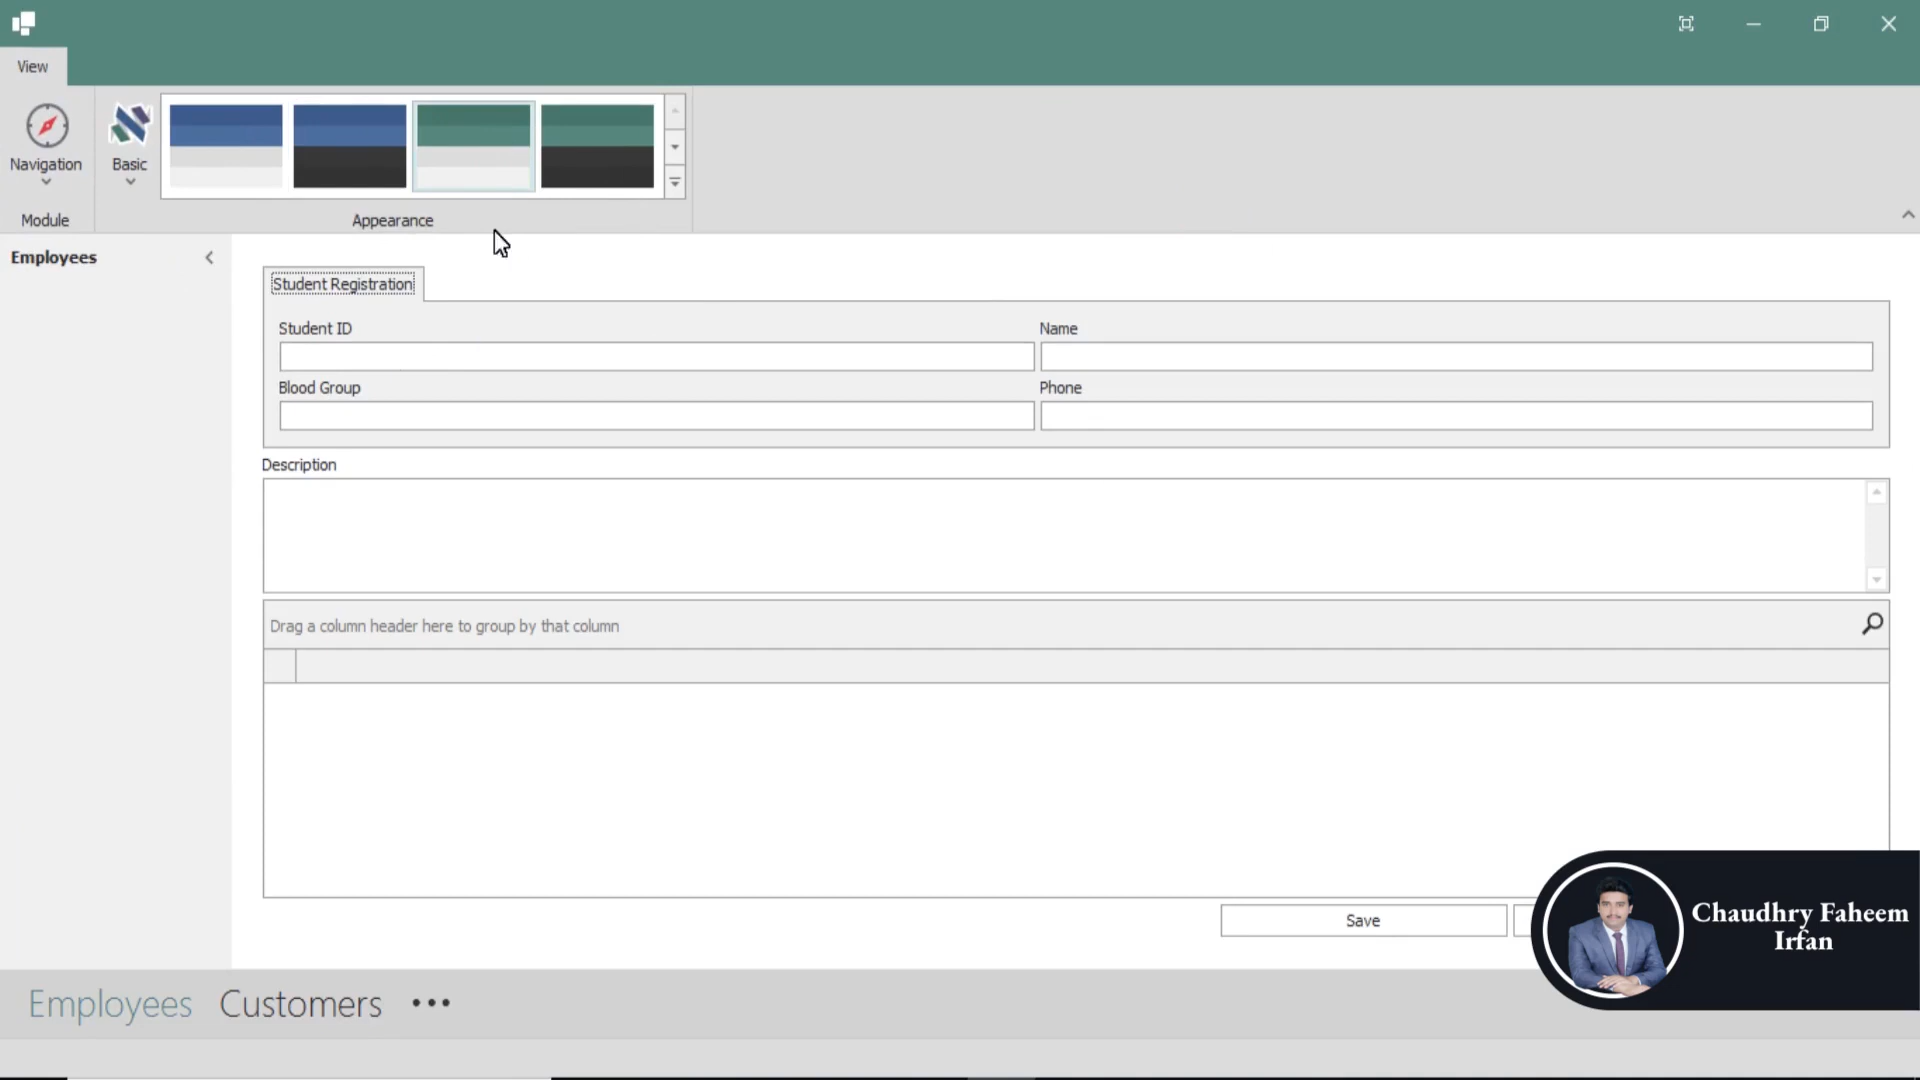 View
Navigation
Basic
Module
Appearance
Employees
Student Registration
Student ID
Name
Blood Group
Phone
Description
Drag a column header here to group by that column
Save
Chaudhry Faheem
Irfan
Employees
Customers
•••